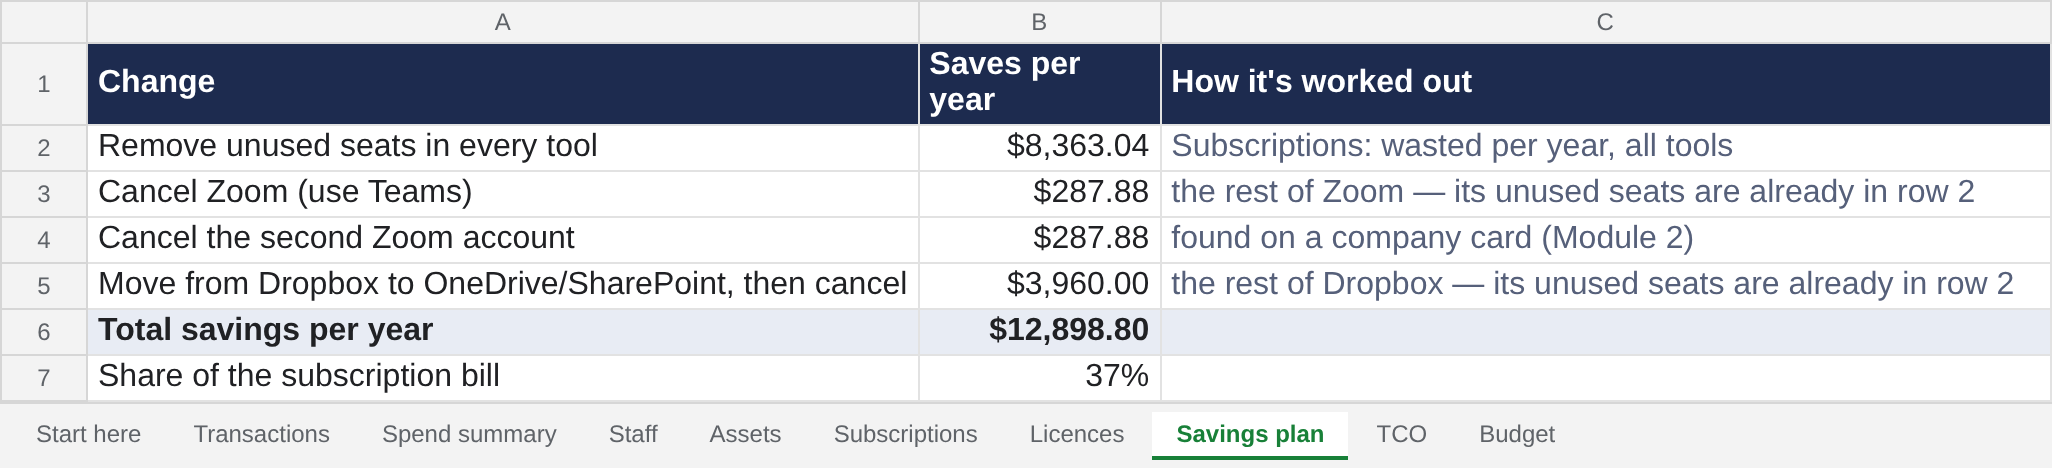 A B C
1 Change Saves per year How it's worked out
2 Remove unused seats in every tool $8,363.04 Subscriptions: wasted per year, all tools
3 Cancel Zoom (use Teams) $287.88 the rest of Zoom — its unused seats are already in row 2
4 Cancel the second Zoom account $287.88 found on a company card (Module 2)
5 Move from Dropbox to OneDrive/SharePoint, then cancel $3,960.00 the rest of Dropbox — its unused seats are already in row 2
6 Total savings per year $12,898.80
7 Share of the subscription bill 37%
Start here Transactions Spend summary Staff Assets Subscriptions Licences Savings plan TCO Budget